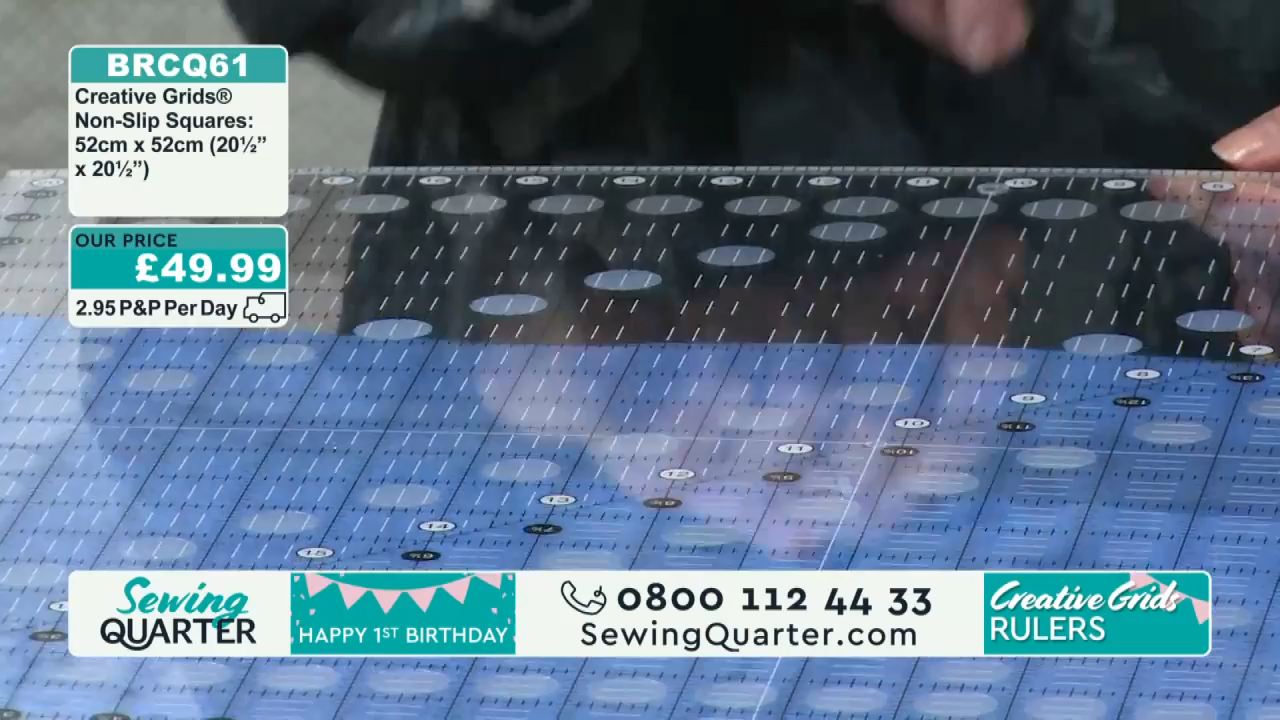 BRCQ61
Creative Grids®
Non-Slip Squares:
52cm x 52cm (20½”
x 20½”)
OUR PRICE
£49.99
2.95 P&P Per Day
15
14
13
12
11
10
9
8
7
Sewing
QUARTER
HAPPY 1ST BIRTHDAY
0800 112 44 33
SewingQuarter.com
Creative Grids
RULERS